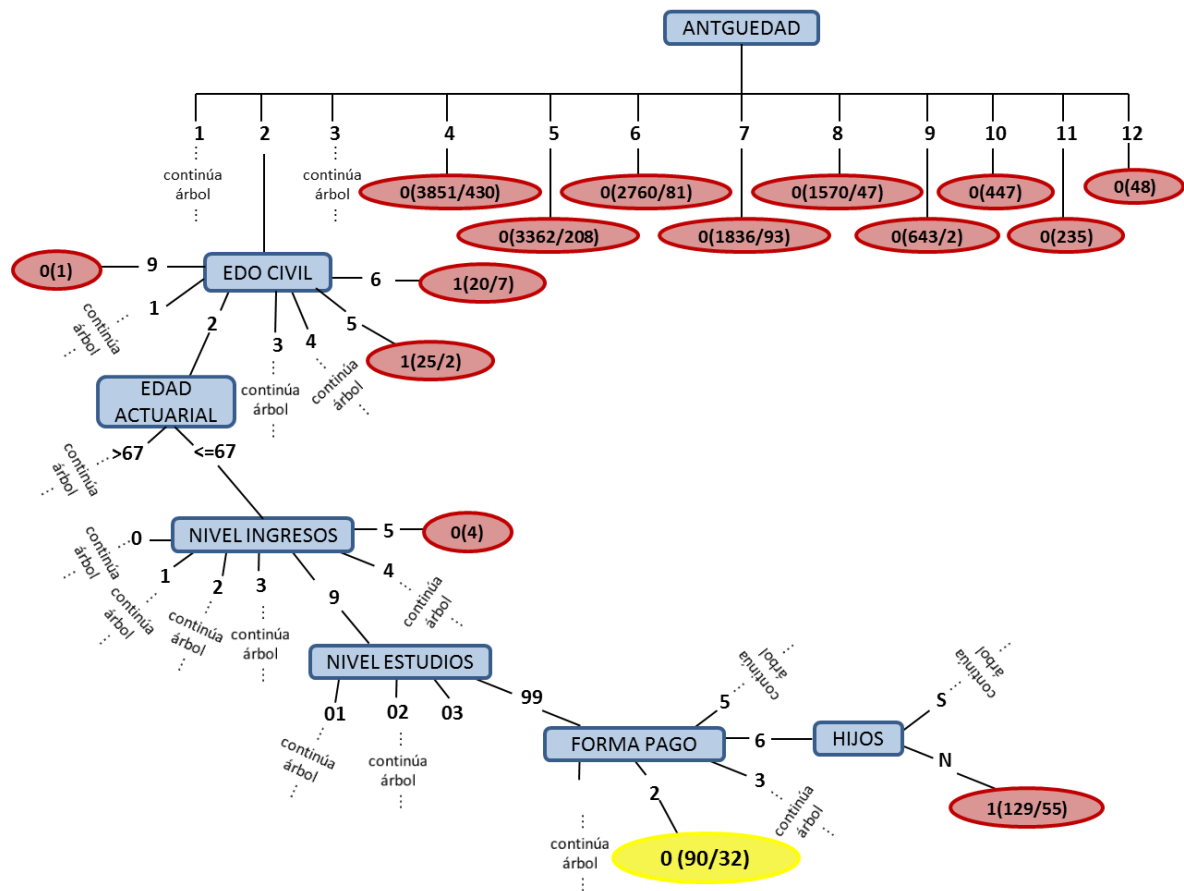 ANTGUEDAD
1
2
3
4
5
6
7
8
9
10
11
12
continúa
árbol
continúa
árbol
0(3851/430)
0(2760/81)
0(1570/47)
0(447)
0(48)
0(3362/208)
0(1836/93)
0(643/2)
0(235)
0(1)
9
EDO CIVIL
6
1(20/7)
1
continúa
árbol
2
3
continúa
árbol
4
continúa
árbol
5
1(25/2)
EDAD
ACTUARIAL
>67
continúa
árbol
<=67
NIVEL INGRESOS
5
0(4)
0
continúa
árbol
1
continúa
árbol
2
continúa
árbol
3
continúa
árbol
9
4
continúa
árbol
NIVEL ESTUDIOS
01
continúa
árbol
02
continúa
árbol
03
99
FORMA PAGO
5
continúa
árbol
6
HIJOS
S
continúa
árbol
N
1(129/55)
3
continúa
árbol
2
0 (90/32)
continúa
árbol